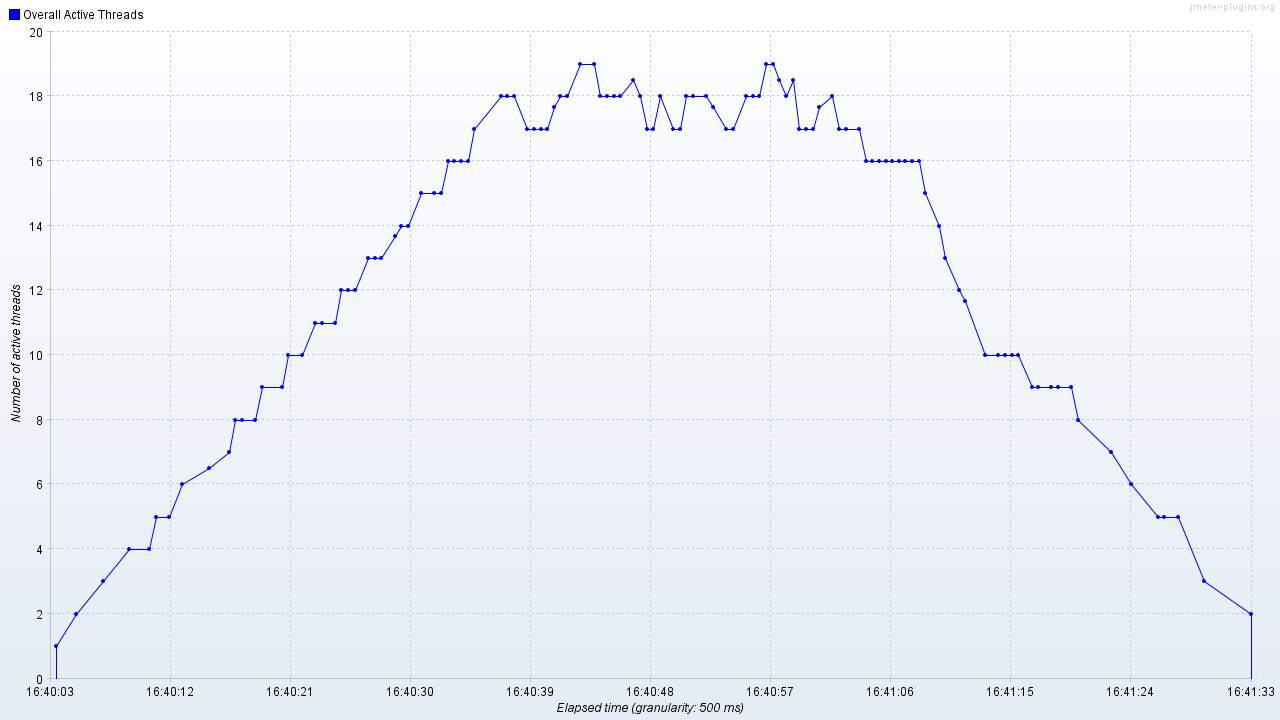 Overall Active Threads
jmeter-plugins.org
20
18
16
14
12
10
8
6
4
2
0
Number of active threads
16:40:03 16:40:12 16:40:21 16:40:30 16:40:39 16:40:48 16:40:57 16:41:06 16:41:15 16:41:24 16:41:33
Elapsed time (granularity: 500 ms)